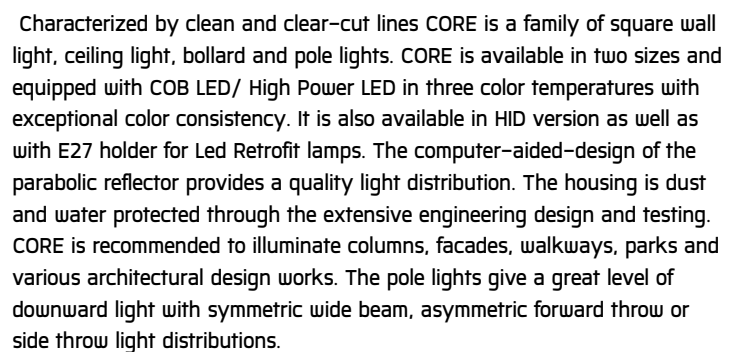 Characterized by clean and clear-cut lines CORE is a family of square wall
light, ceiling light, bollard and pole lights. CORE is available in two sizes and
equipped with COB LED/ High Power LED in three color temperatures with
exceptional color consistency. It is also available in HID version as well as
with E27 holder for Led Retrofit lamps. The computer-aided-design of the
parabolic reflector provides a quality light distribution. The housing is dust
and water protected through the extensive engineering design and testing.
CORE is recommended to illuminate columns, facades, walkways, parks and
various architectural design works. The pole lights give a great level of
downward light with symmetric wide beam, asymmetric forward throw or
side throw light distributions.